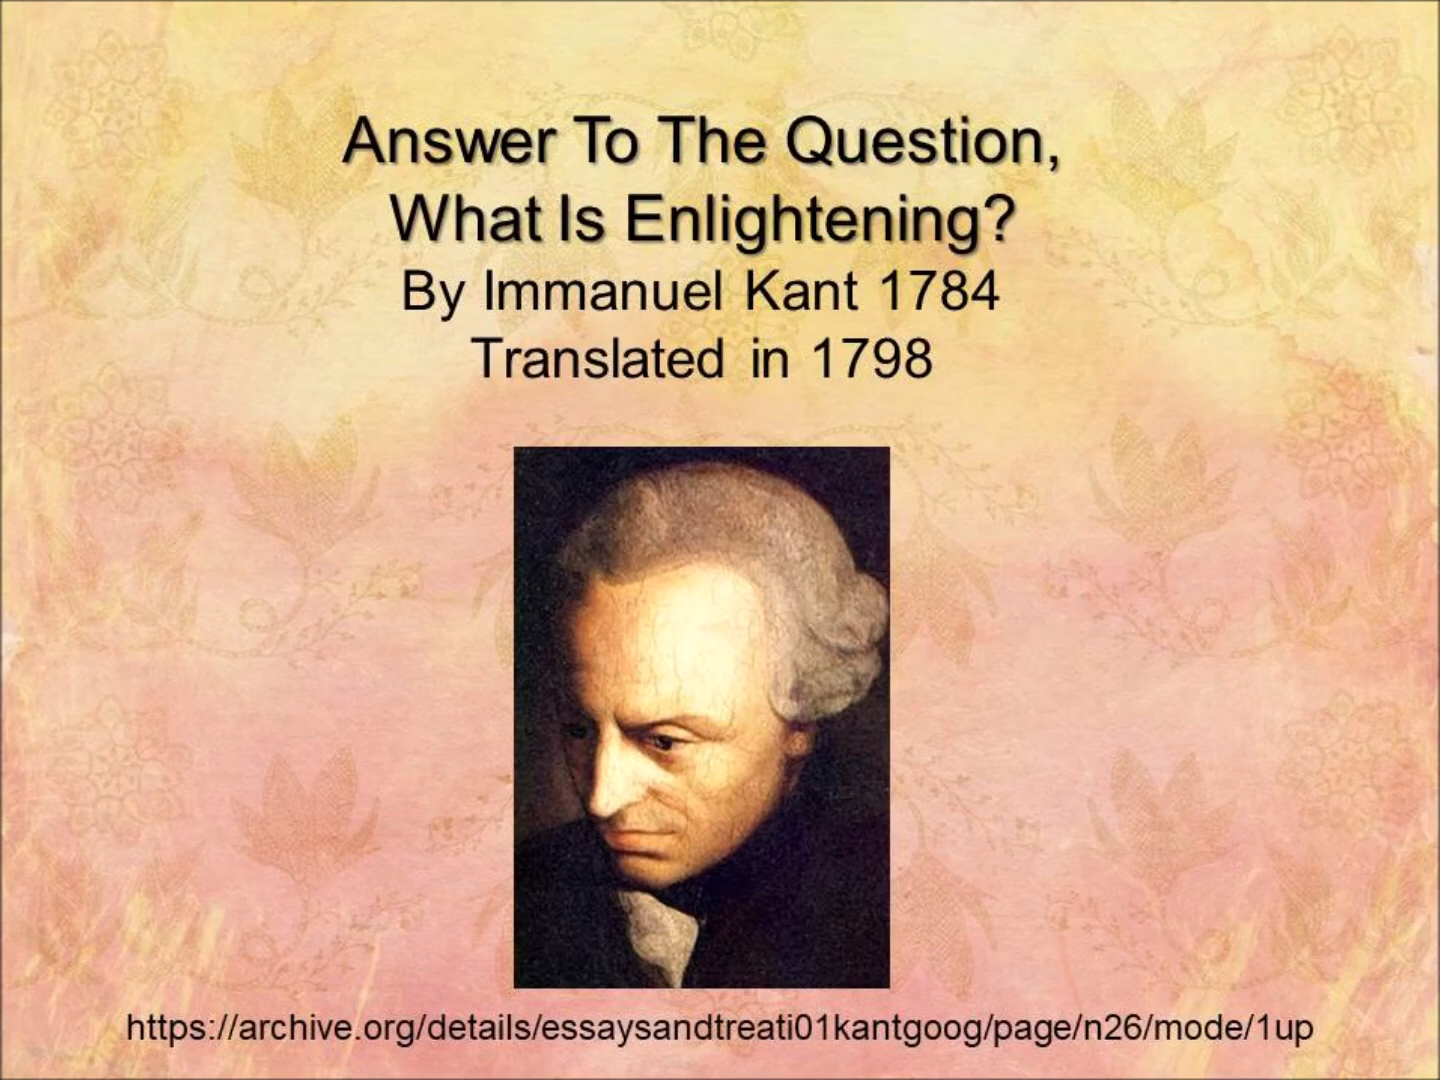 Answer To The Question,
What Is Enlightening?
By Immanuel Kant 1784
Translated in 1798
https://archive.org/details/essaysandtreati01kantgoog/page/n26/mode/1up